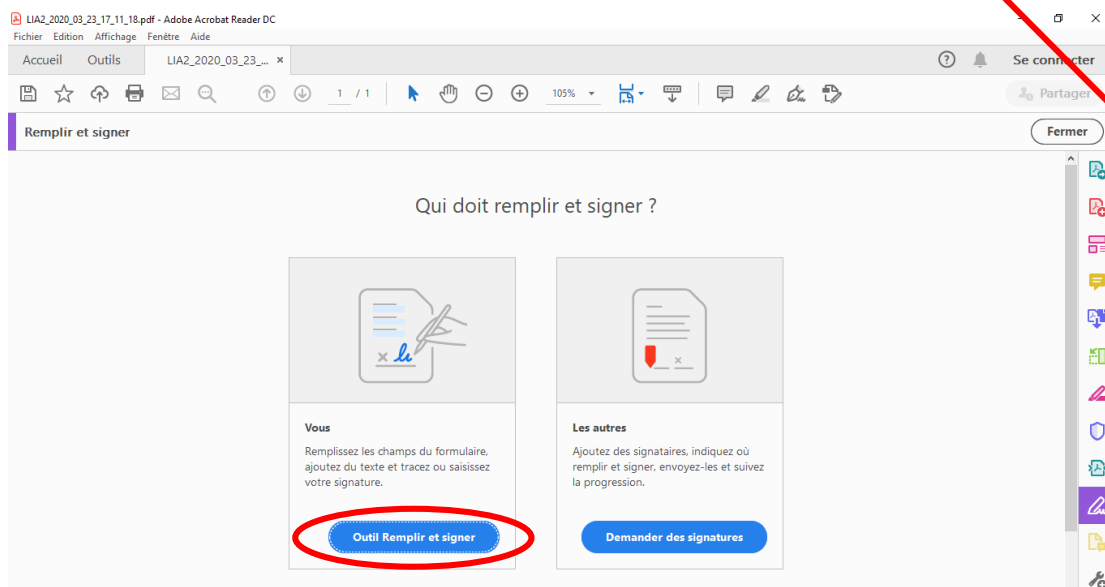 LIA2_2020_03_23_17_11_18.pdf - Adobe Acrobat Reader DC
Fichier Edition Affichage Fenêtre Aide
Accueil Outils LIA2_2020_03_23_... ×
? Se connecter
1 / 1 105%
Partager
Remplir et signer
Fermer
Qui doit remplir et signer ?
Vous
Remplissez les champs du formulaire,
ajoutez du texte et tracez ou saisissez
votre signature.
Outil Remplir et signer
Les autres
Ajoutez des signataires, indiquez où
remplir et signer, envoyez-les et suivez
la progression.
Demander des signatures